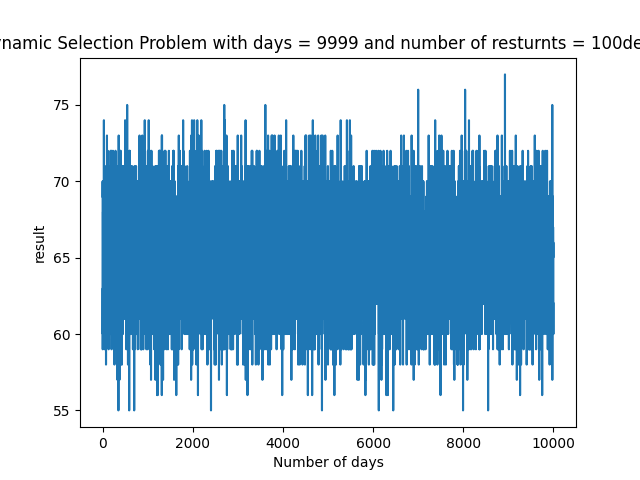 ynamic Selection Problem with days = 9999 and number of resturnts = 100de
75
70
65
60
55
result
0 2000 4000 6000 8000 10000
Number of days